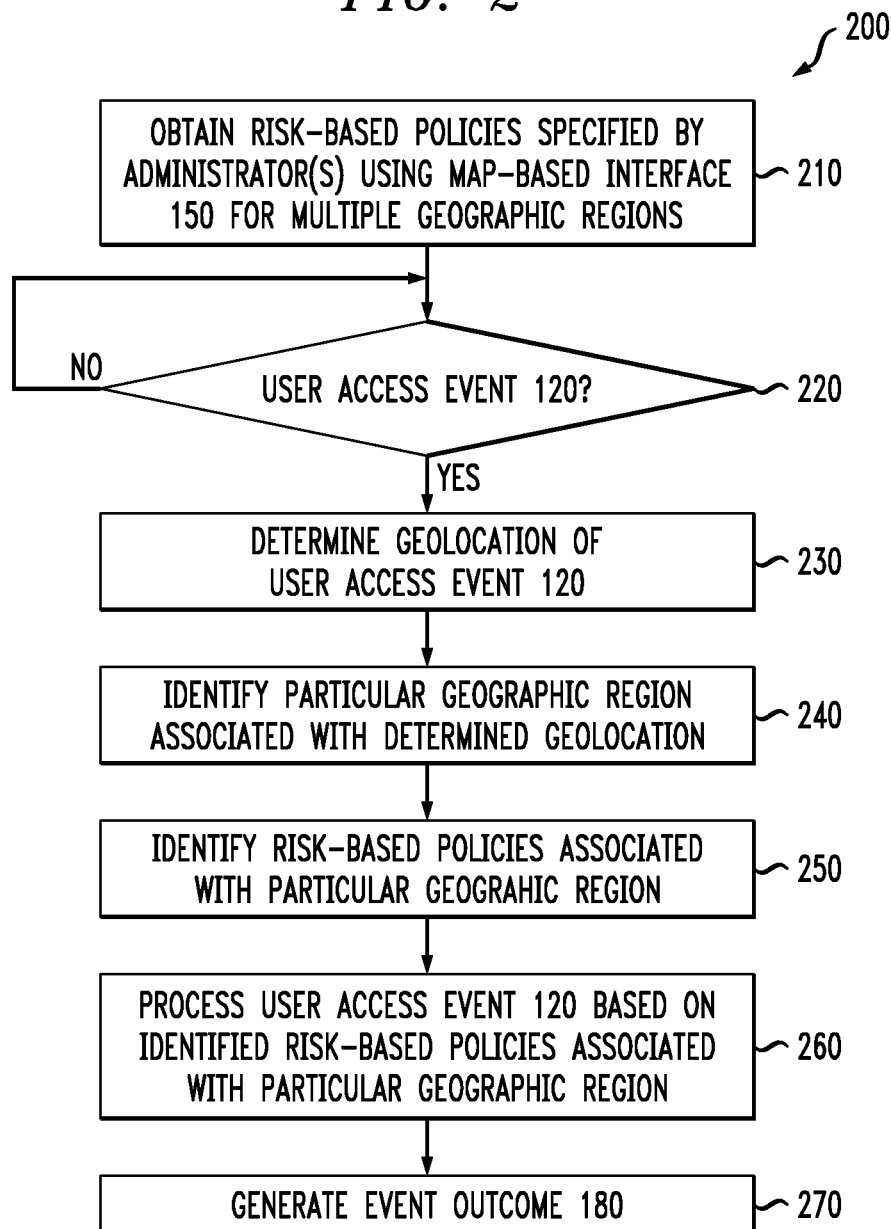 FIG. 2
200
OBTAIN RISK-BASED POLICIES SPECIFIED BY
ADMINISTRATOR(S) USING MAP-BASED INTERFACE
150 FOR MULTIPLE GEOGRAPHIC REGIONS
210
NO
USER ACCESS EVENT 120?
220
YES
DETERMINE GEOLOCATION OF
USER ACCESS EVENT 120
230
IDENTIFY PARTICULAR GEOGRAPHIC REGION
ASSOCIATED WITH DETERMINED GEOLOCATION
240
IDENTIFY RISK-BASED POLICIES ASSOCIATED
WITH PARTICULAR GEOGRAHIC REGION
250
PROCESS USER ACCESS EVENT 120 BASED ON
IDENTIFIED RISK-BASED POLICIES ASSOCIATED
WITH PARTICULAR GEOGRAPHIC REGION
260
GENERATE EVENT OUTCOME 180
270